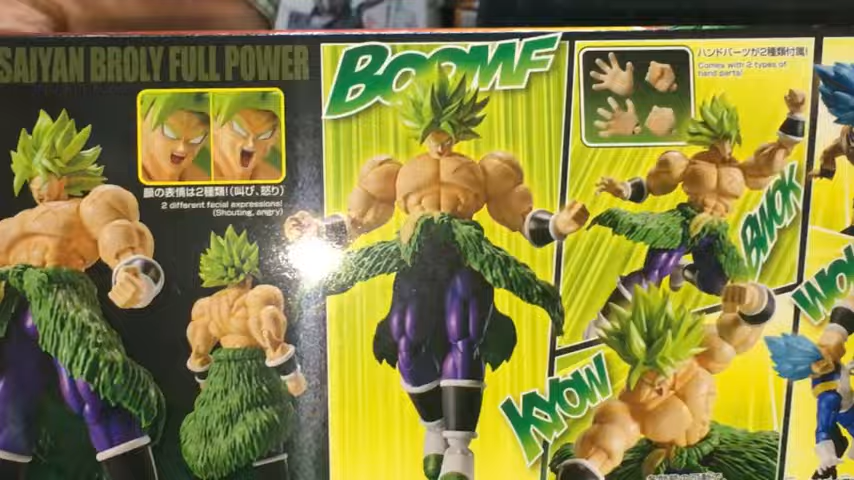 SAIYAN BROLY FULL POWER
顔の表情は2種類!(叫び、怒り)
2 different facial expressions!
(Shouting, angry)
BOOMF
ハンドパーツが2種類付属!
Comes with 2 types of
hand parts!
BWOK
KYOW